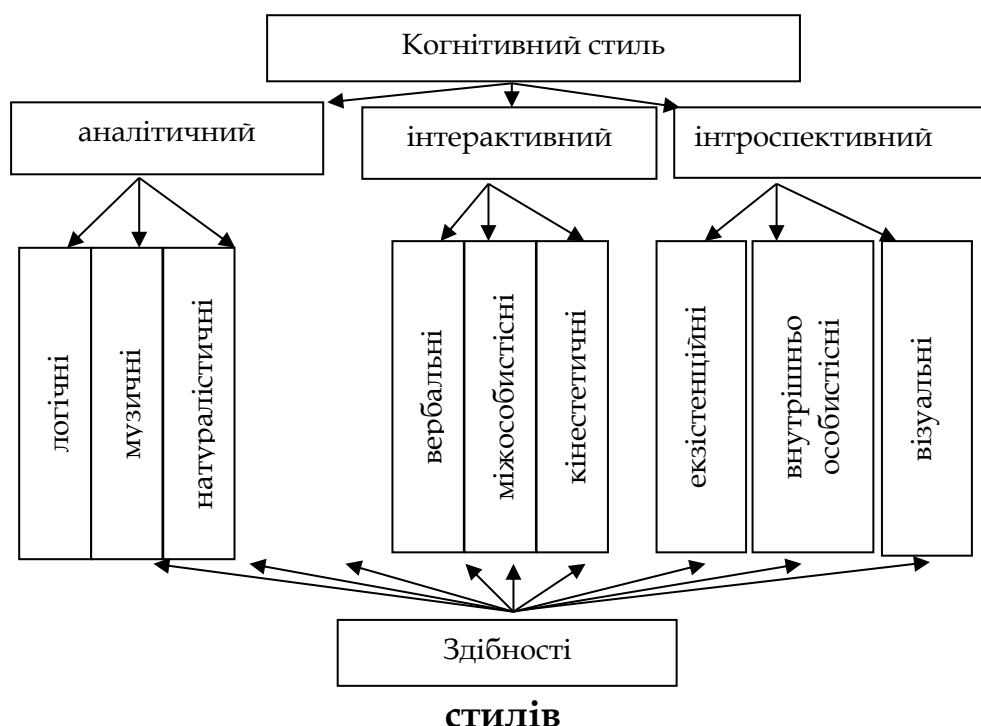 Когнітивний стиль
аналітичний
інтерактивний
інтроспективний
логічні
музичні
натуралістичні
вербальні
міжособистісні
кінестетичні
екзістенційні
внутрішньо
особистісні
візуальні
Здібності
стилів